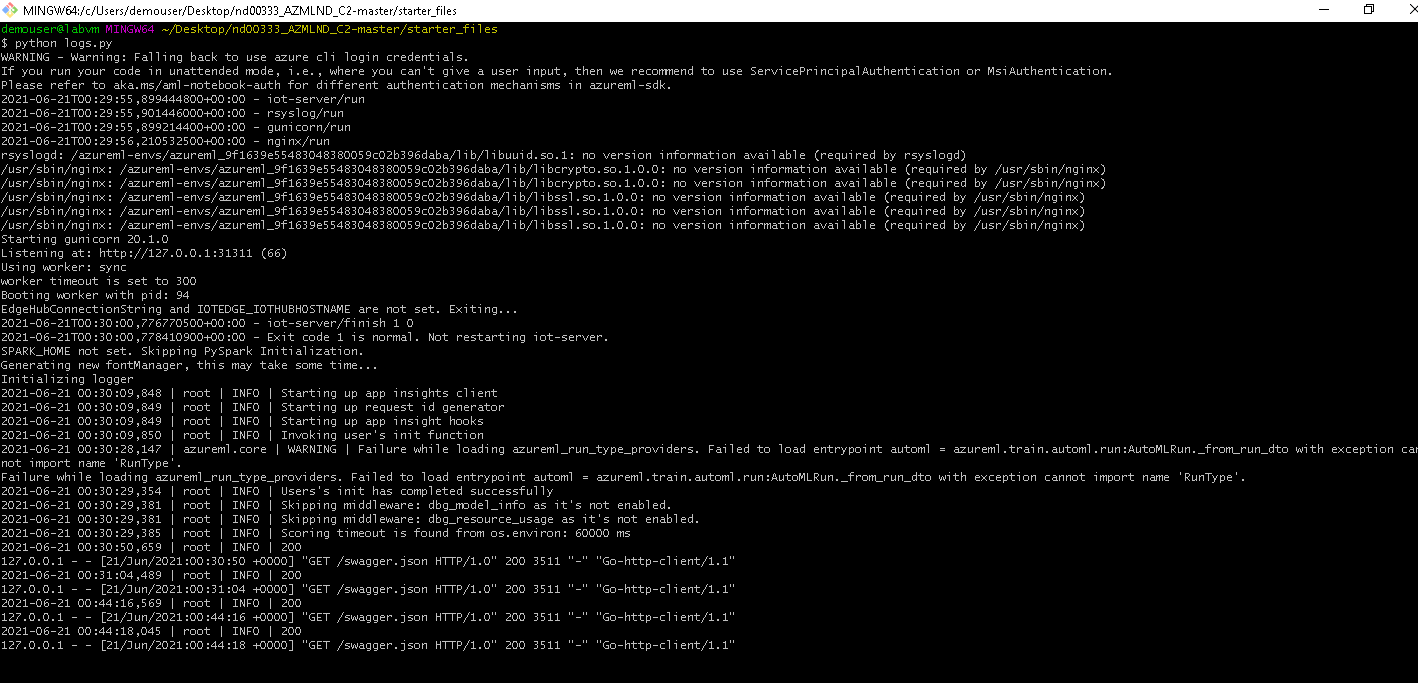 MINGW64:/c/Users/demouser/Desktop/nd00333_AZMLND_C2-master/starter_files
demouser@labvm MINGW64 ~/Desktop/nd00333_AZMLND_C2-master/starter_files
$ python logs.py
WARNING - Warning: Falling back to use azure cli login credentials.
If you run your code in unattended mode, i.e., where you can't give a user input, then we recommend to use ServicePrincipalAuthentication or MsiAuthentication.
Please refer to aka.ms/aml-notebook-auth for different authentication mechanisms in azureml-sdk.
2021-06-21T00:29:55,899444800+00:00 - iot-server/run
2021-06-21T00:29:55,901446000+00:00 - rsyslog/run
2021-06-21T00:29:55,899214400+00:00 - gunicorn/run
2021-06-21T00:29:56,210532500+00:00 - nginx/run
rsyslogd: /azureml-envs/azureml_9f1639e55483048380059c02b396daba/lib/libuuid.so.1: no version information available (required by rsyslogd)
/usr/sbin/nginx: /azureml-envs/azureml_9f1639e55483048380059c02b396daba/lib/libcrypto.so.1.0.0: no version information available (required by /usr/sbin/nginx)
/usr/sbin/nginx: /azureml-envs/azureml_9f1639e55483048380059c02b396daba/lib/libcrypto.so.1.0.0: no version information available (required by /usr/sbin/nginx)
/usr/sbin/nginx: /azureml-envs/azureml_9f1639e55483048380059c02b396daba/lib/libssl.so.1.0.0: no version information available (required by /usr/sbin/nginx)
/usr/sbin/nginx: /azureml-envs/azureml_9f1639e55483048380059c02b396daba/lib/libssl.so.1.0.0: no version information available (required by /usr/sbin/nginx)
/usr/sbin/nginx: /azureml-envs/azureml_9f1639e55483048380059c02b396daba/lib/libssl.so.1.0.0: no version information available (required by /usr/sbin/nginx)
Starting gunicorn 20.1.0
Listening at: http://127.0.0.1:31311 (66)
Using worker: sync
worker timeout is set to 300
Booting worker with pid: 94
EdgeHubConnectionString and IOTEDGE_IOTHUBHOSTNAME are not set. Exiting...
2021-06-21T00:30:00,776770500+00:00 - iot-server/finish 1 0
2021-06-21T00:30:00,778410900+00:00 - Exit code 1 is normal. Not restarting iot-server.
SPARK_HOME not set. Skipping PySpark Initialization.
Generating new fontManager, this may take some time...
Initializing logger
2021-06-21 00:30:09,848 | root | INFO | Starting up app insights client
2021-06-21 00:30:09,849 | root | INFO | Starting up request id generator
2021-06-21 00:30:09,849 | root | INFO | Starting up app insight hooks
2021-06-21 00:30:09,850 | root | INFO | Invoking user's init function
2021-06-21 00:30:28,147 | azureml.core | WARNING | Failure while loading azureml_run_type_providers. Failed to load entrypoint automl = azureml.train.automl.run:AutoMLRun._from_run_dto with exception can
not import name 'RunType'.
Failure while loading azureml_run_type_providers. Failed to load entrypoint automl = azureml.train.automl.run:AutoMLRun._from_run_dto with exception cannot import name 'RunType'.
2021-06-21 00:30:29,354 | root | INFO | Users's init has completed successfully
2021-06-21 00:30:29,381 | root | INFO | Skipping middleware: dbg_model_info as it's not enabled.
2021-06-21 00:30:29,381 | root | INFO | Skipping middleware: dbg_resource_usage as it's not enabled.
2021-06-21 00:30:29,385 | root | INFO | Scoring timeout is found from os.environ: 60000 ms
2021-06-21 00:30:50,659 | root | INFO | 200
127.0.0.1 - - [21/Jun/2021:00:30:50 +0000] "GET /swagger.json HTTP/1.0" 200 3511 "-" "Go-http-client/1.1"
2021-06-21 00:31:04,489 | root | INFO | 200
127.0.0.1 - - [21/Jun/2021:00:31:04 +0000] "GET /swagger.json HTTP/1.0" 200 3511 "-" "Go-http-client/1.1"
2021-06-21 00:44:16,569 | root | INFO | 200
127.0.0.1 - - [21/Jun/2021:00:44:16 +0000] "GET /swagger.json HTTP/1.0" 200 3511 "-" "Go-http-client/1.1"
2021-06-21 00:44:18,045 | root | INFO | 200
127.0.0.1 - - [21/Jun/2021:00:44:18 +0000] "GET /swagger.json HTTP/1.0" 200 3511 "-" "Go-http-client/1.1"